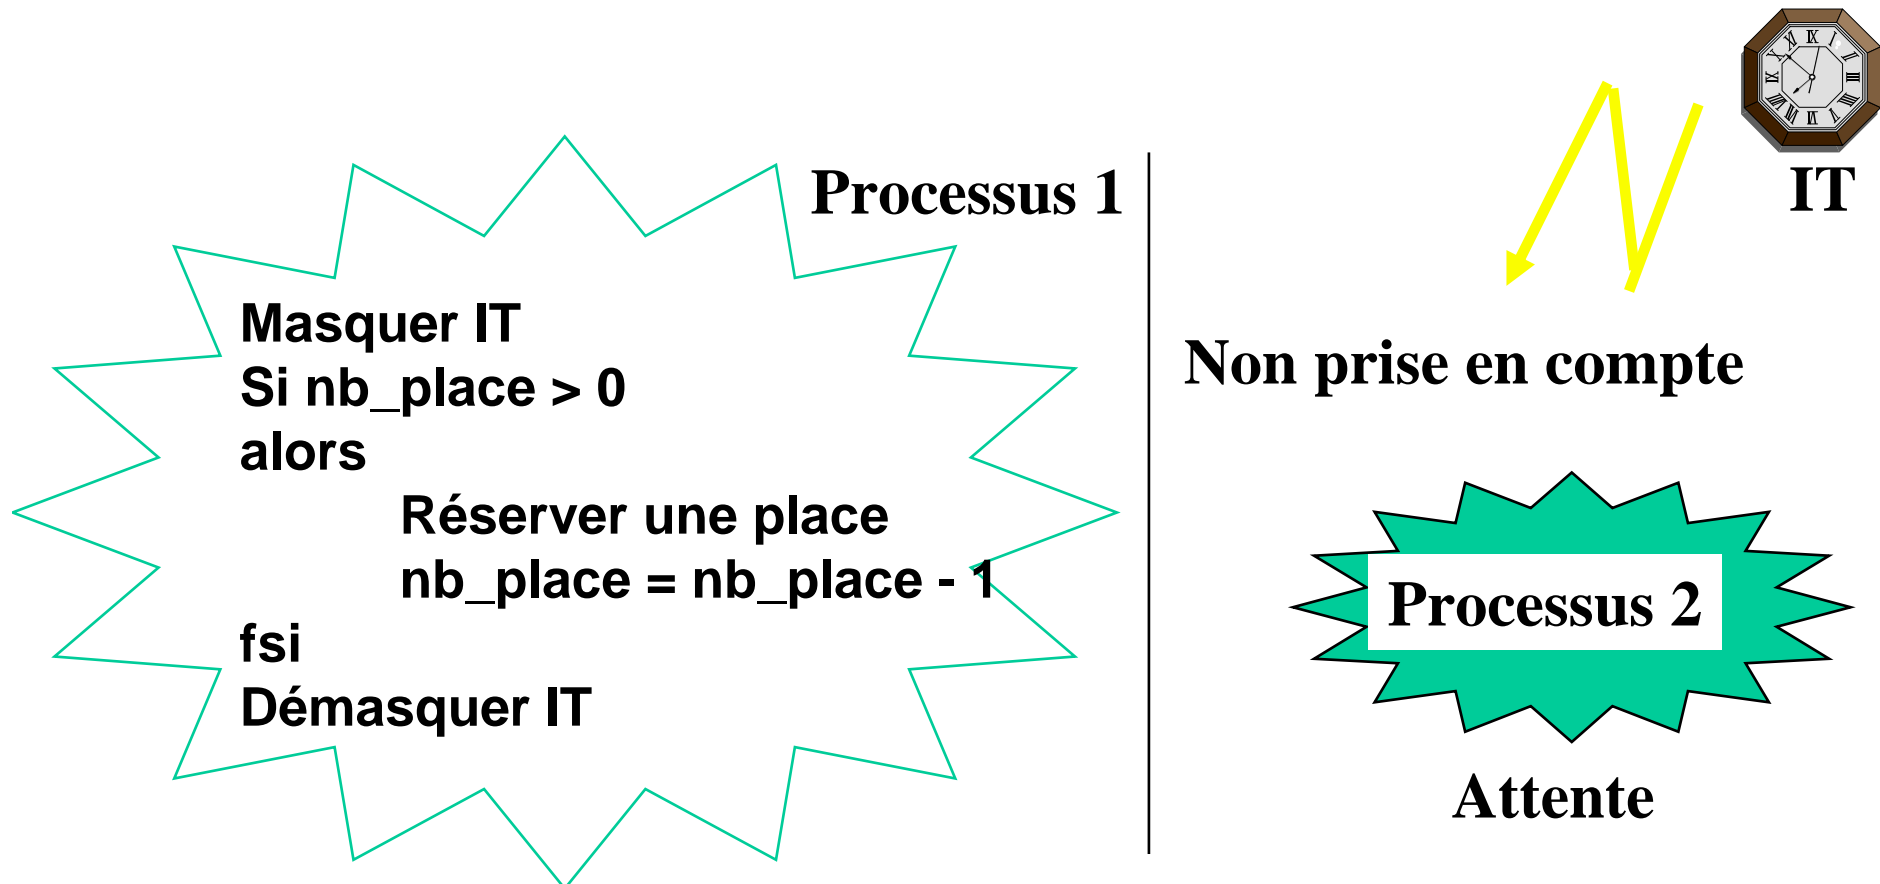 Processus 1
Masquer IT
Si nb_place > 0
alors
Réserver une place
nb_place = nb_place - 1
fsi
Démasquer IT
IT
Non prise en compte
Processus 2
Attente